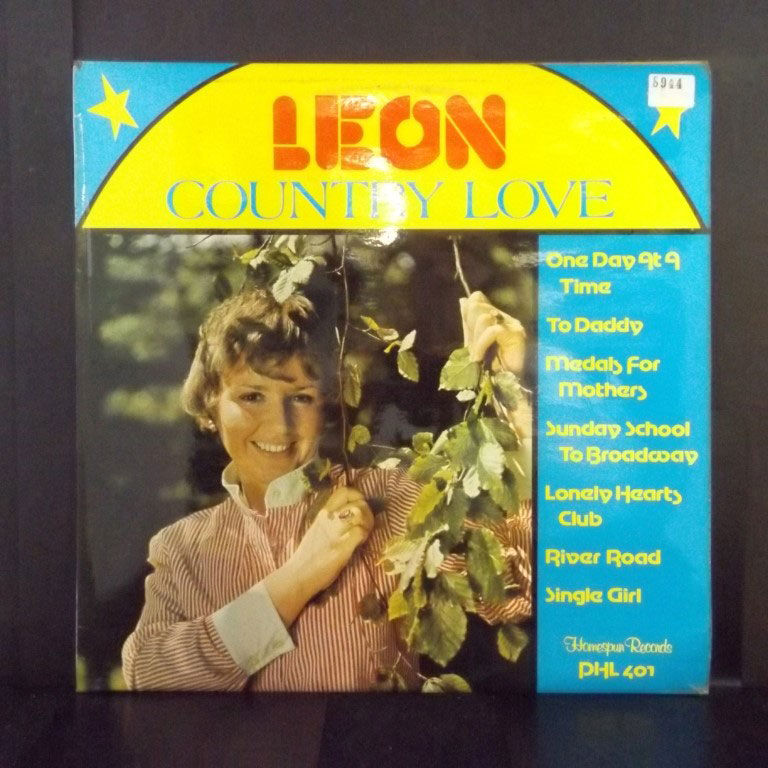 5944
LEON
COUNTRY LOVE
One Day At A
Time
To Daddy
Medals For
Mothers
Sunday School
To Broadway
Lonely Hearts
Club
River Road
Single Girl
Homespun Records
PHL 401